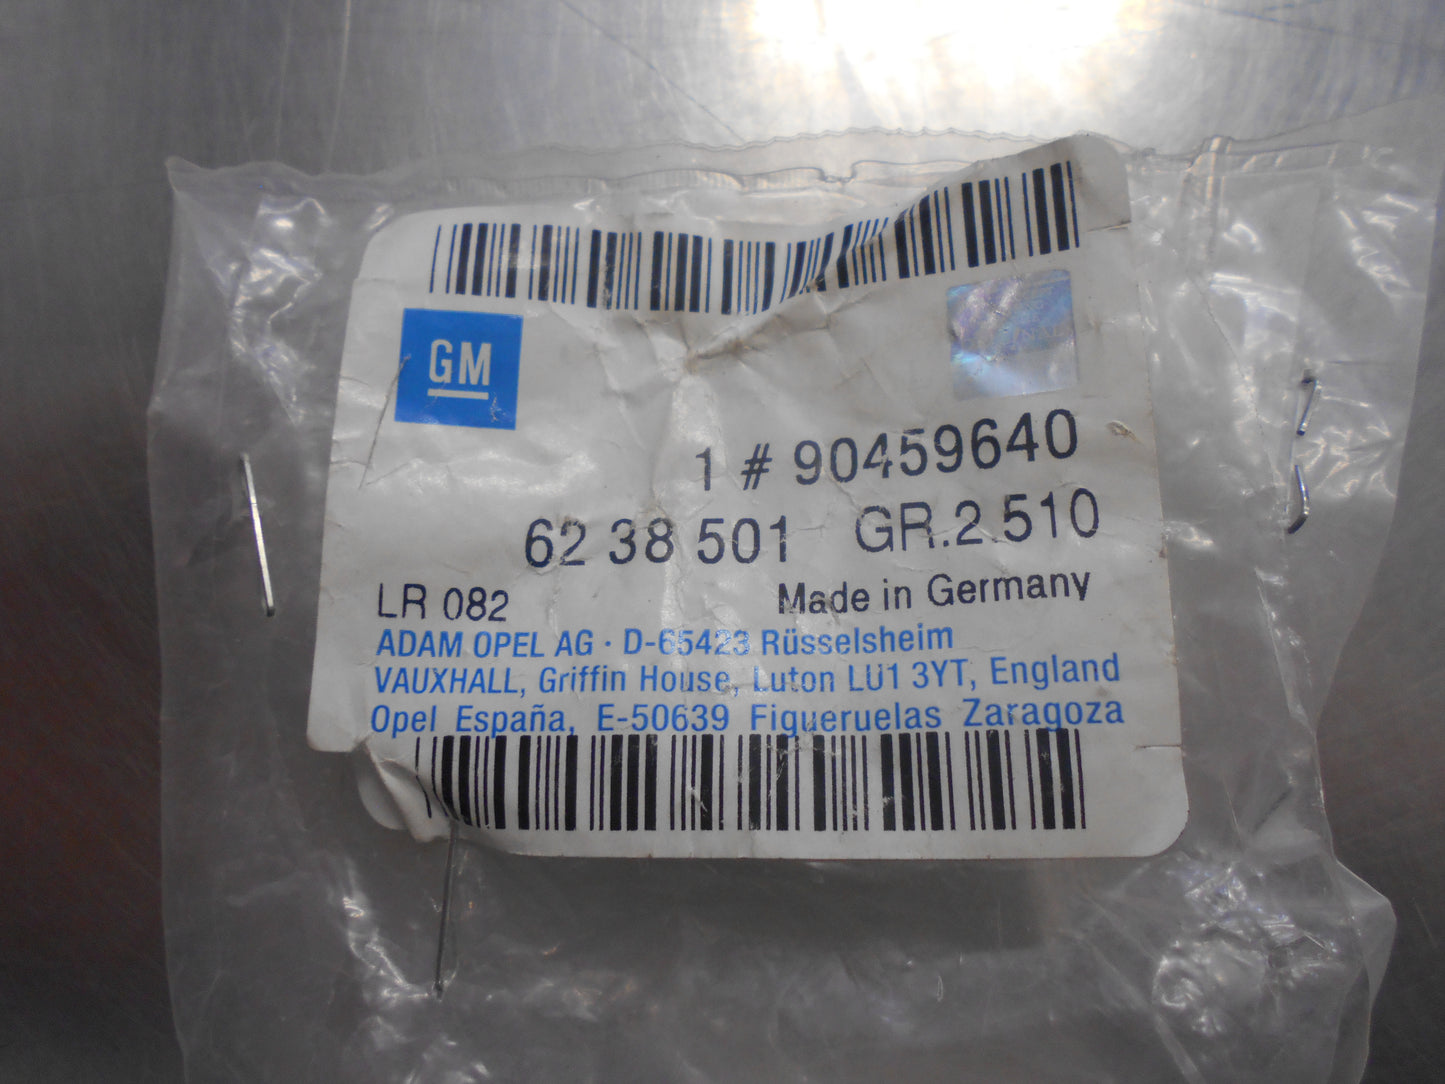 GM
1 # 90459640
62 38 501 GR.2.510
LR 082 Made in Germany
ADAM OPEL AG · D-65423 Rüsselsheim
VAUXHALL, Griffin House, Luton LU1 3YT, England
Opel España, E-50639 Figueruelas Zaragoza